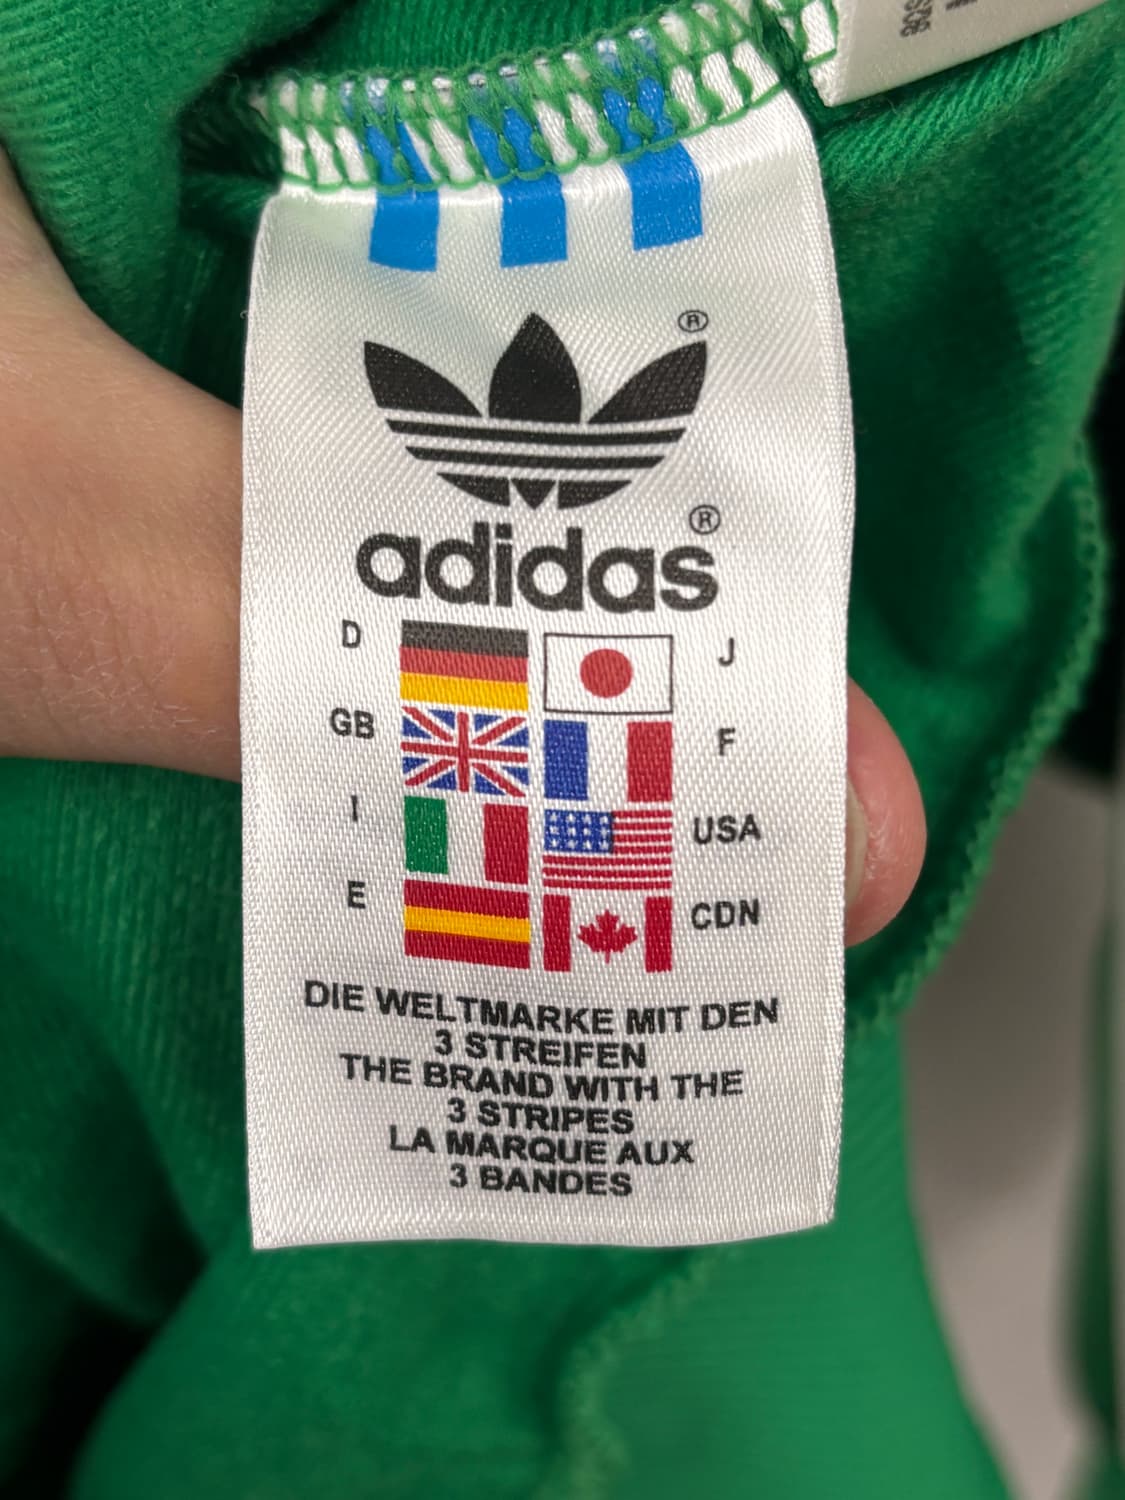 ®
adidas®
D J
GB F
I USA
E CDN
DIE WELTMARKE MIT DEN
3 STREIFEN
THE BRAND WITH THE
3 STRIPES
LA MARQUE AUX
3 BANDES